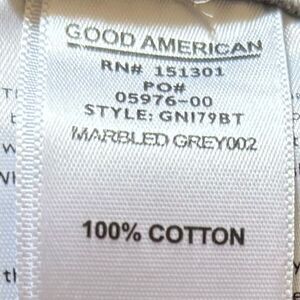 GOOD AMERICAN
RN# 151301
PO#
05976-00
STYLE: GNI79BT
MARBLED GREY002
100% COTTON